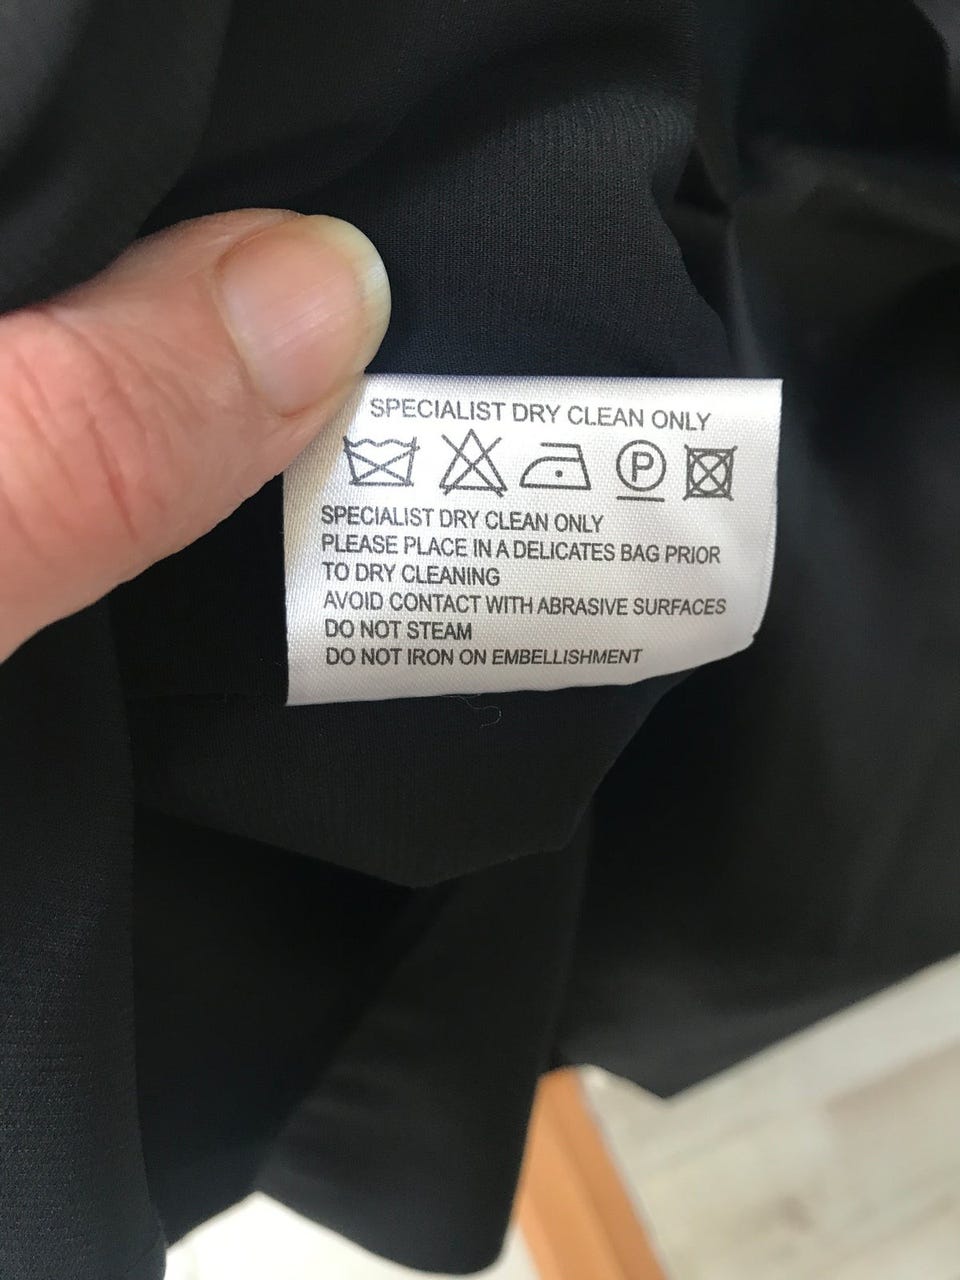 SPECIALIST DRY CLEAN ONLY
P
SPECIALIST DRY CLEAN ONLY
PLEASE PLACE IN A DELICATES BAG PRIOR
TO DRY CLEANING
AVOID CONTACT WITH ABRASIVE SURFACES
DO NOT STEAM
DO NOT IRON ON EMBELLISHMENT